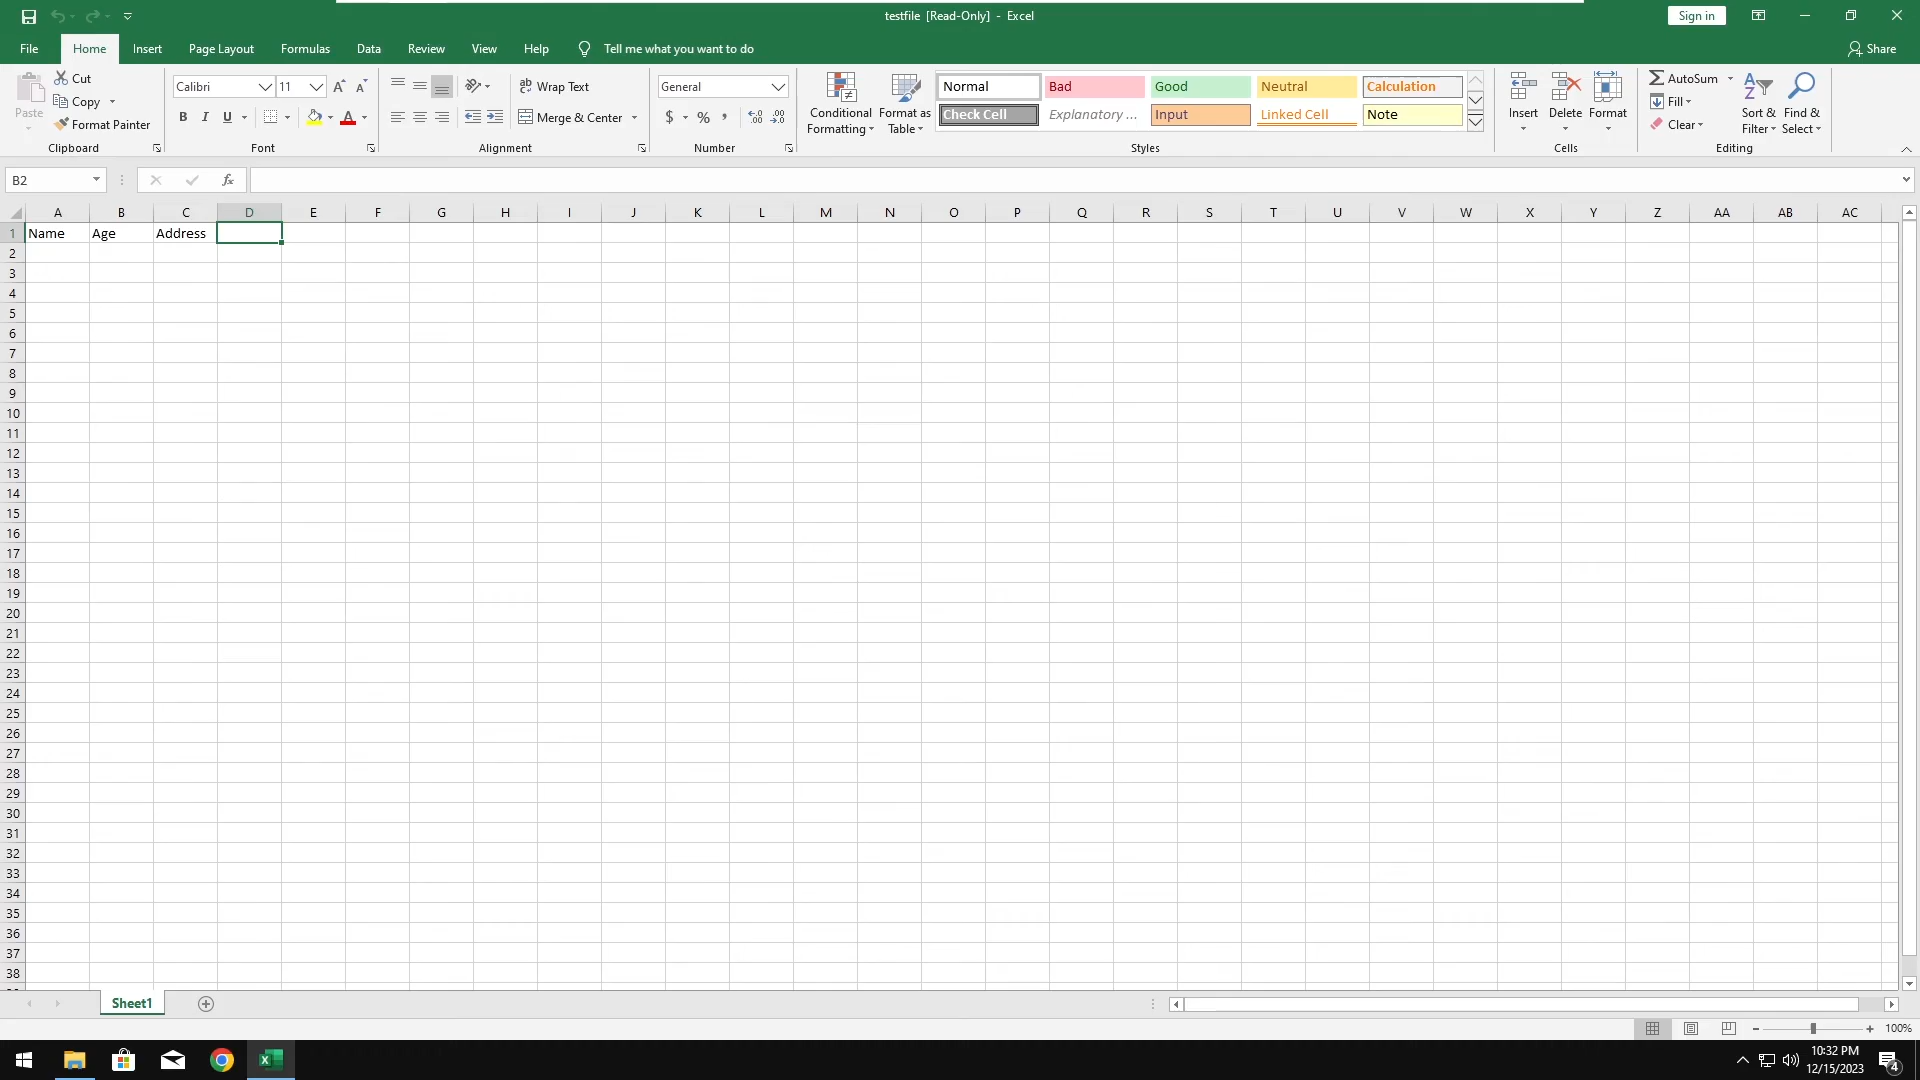 testfile [Read-Only] - Excel
Sign in
File Home Insert Page Layout Formulas Data Review View Help Tell me what you want to do
Share
Paste
Cut
Copy
Format Painter
Clipboard
Calibri 11
B I U
Font
Wrap Text
Merge & Center
Alignment
General
$ % ,
Number
Conditional Formatting
Format as Table
Normal Bad Good Neutral Calculation
Check Cell Explanatory ... Input Linked Cell Note
Styles
Insert Delete Format
Cells
AutoSum
Fill
Clear
Sort & Filter
Find & Select
Editing
B2
fx
A B C D E F G H I J K L M N O P Q R S T U V W X Y Z AA AB AC
1 Name Age Address
2
3
4
5
6
7
8
9
10
11
12
13
14
15
16
17
18
19
20
21
22
23
24
25
26
27
28
29
30
31
32
33
34
35
36
37
38
Sheet1
100%
10:32 PM
12/15/2023
4